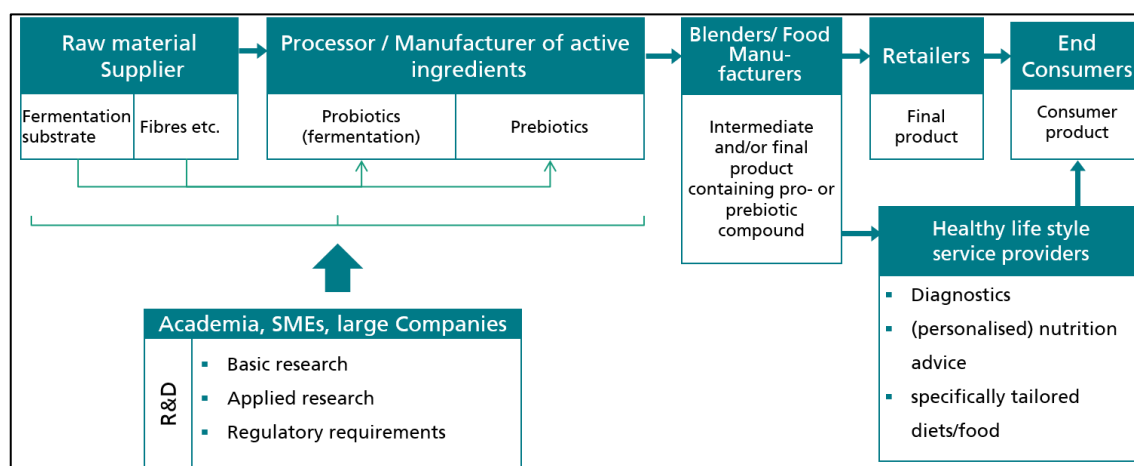 Raw material
Supplier
Fermentation
substrate
Fibres etc.
Processor / Manufacturer of active
ingredients
Probiotics
(fermentation)
Prebiotics
Blenders/ Food
Manu-
facturers
Intermediate
and/or final
product
containing pro- or
prebiotic
compound
Retailers
Final
product
End
Consumers
Consumer
product
Healthy life style
service providers
▪ Diagnostics
▪ (personalised) nutrition
advice
▪ specifically tailored
diets/food
Academia, SMEs, large Companies
R&D
▪ Basic research
▪ Applied research
▪ Regulatory requirements